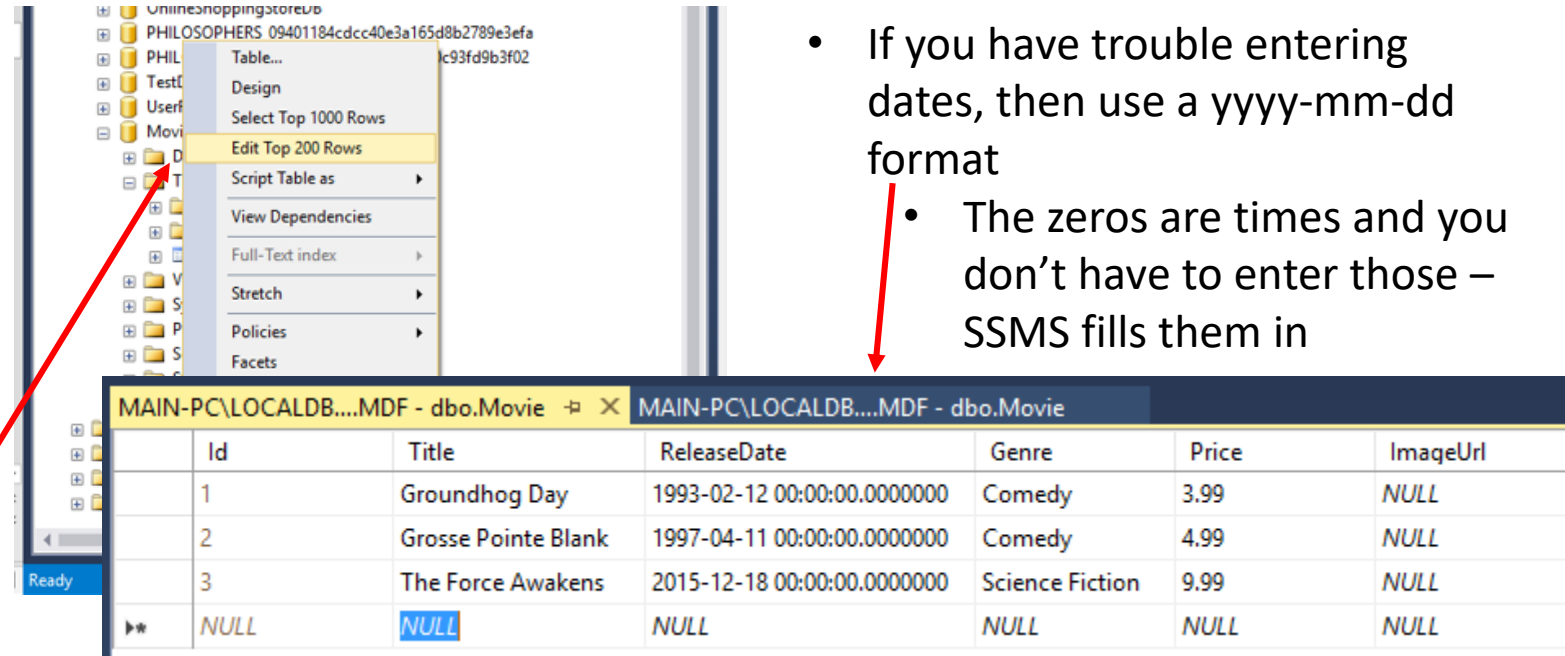 OnlineShoppingStoreDB
PHILOSOPHERS_09401184cdcc40e3a165d8b2789e3efa
PHIL
c93fd9b3f02
Test
User
Movi
D
T
V
S
P
S
Table...
Design
Select Top 1000 Rows
Edit Top 200 Rows
Script Table as
View Dependencies
Full-Text index
Stretch
Policies
Facets
Ready
• If you have trouble entering
dates, then use a yyyy-mm-dd
format
• The zeros are times and you
don’t have to enter those –
SSMS fills them in
MAIN-PC\LOCALDB....MDF - dbo.Movie MAIN-PC\LOCALDB....MDF - dbo.Movie
Id Title ReleaseDate Genre Price ImageUrl
1 Groundhog Day 1993-02-12 00:00:00.0000000 Comedy 3.99 NULL
2 Grosse Pointe Blank 1997-04-11 00:00:00.0000000 Comedy 4.99 NULL
3 The Force Awakens 2015-12-18 00:00:00.0000000 Science Fiction 9.99 NULL
NULL NULL NULL NULL NULL NULL